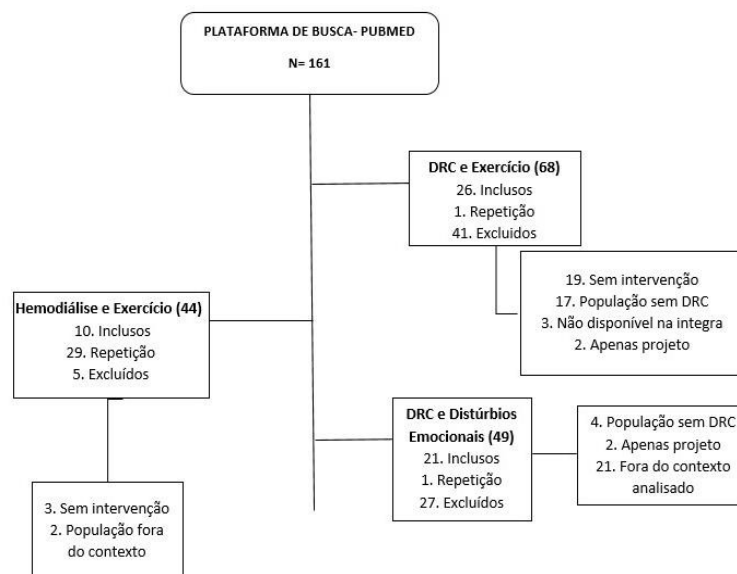 PLATAFORMA DE BUSCA- PUBMED
N= 161
DRC e Exercício (68)
26. Inclusos
1. Repetição
41. Excluidos
19. Sem intervenção
17. População sem DRC
3. Não disponível na integra
2. Apenas projeto
Hemodiálise e Exercício (44)
10. Inclusos
29. Repetição
5. Excluídos
3. Sem intervenção
2. População fora
do contexto
DRC e Distúrbios
Emocionais (49)
21. Inclusos
1. Repetição
27. Excluídos
4. População sem DRC
2. Apenas projeto
21. Fora do contexto
analisado